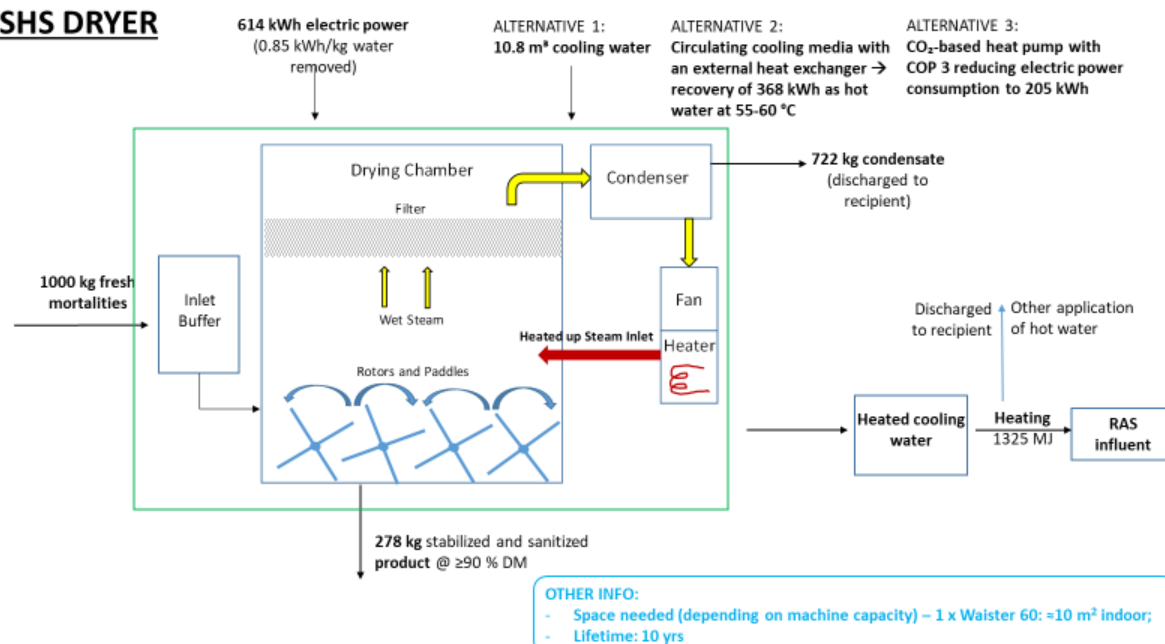 SHS DRYER
614 kWh electric power
(0.85 kWh/kg water
removed)
ALTERNATIVE 1:
10.8 m³ cooling water
ALTERNATIVE 2:
Circulating cooling media with
an external heat exchanger →
recovery of 368 kWh as hot
water at 55-60 °C
ALTERNATIVE 3:
CO₂-based heat pump with
COP 3 reducing electric power
consumption to 205 kWh
Drying Chamber
Filter
Wet Steam
Rotors and Paddles
Condenser
722 kg condensate
(discharged to
recipient)
1000 kg fresh
mortalities
Inlet
Buffer
Fan
Heated up Steam Inlet
Heater
Discharged
to recipient
Other application
of hot water
Heated cooling
water
Heating
1325 MJ
RAS
influent
278 kg stabilized and sanitized
product @ ≥90 % DM
OTHER INFO:
- Space needed (depending on machine capacity) – 1 x Waister 60: ≈10 m² indoor;
- Lifetime: 10 yrs